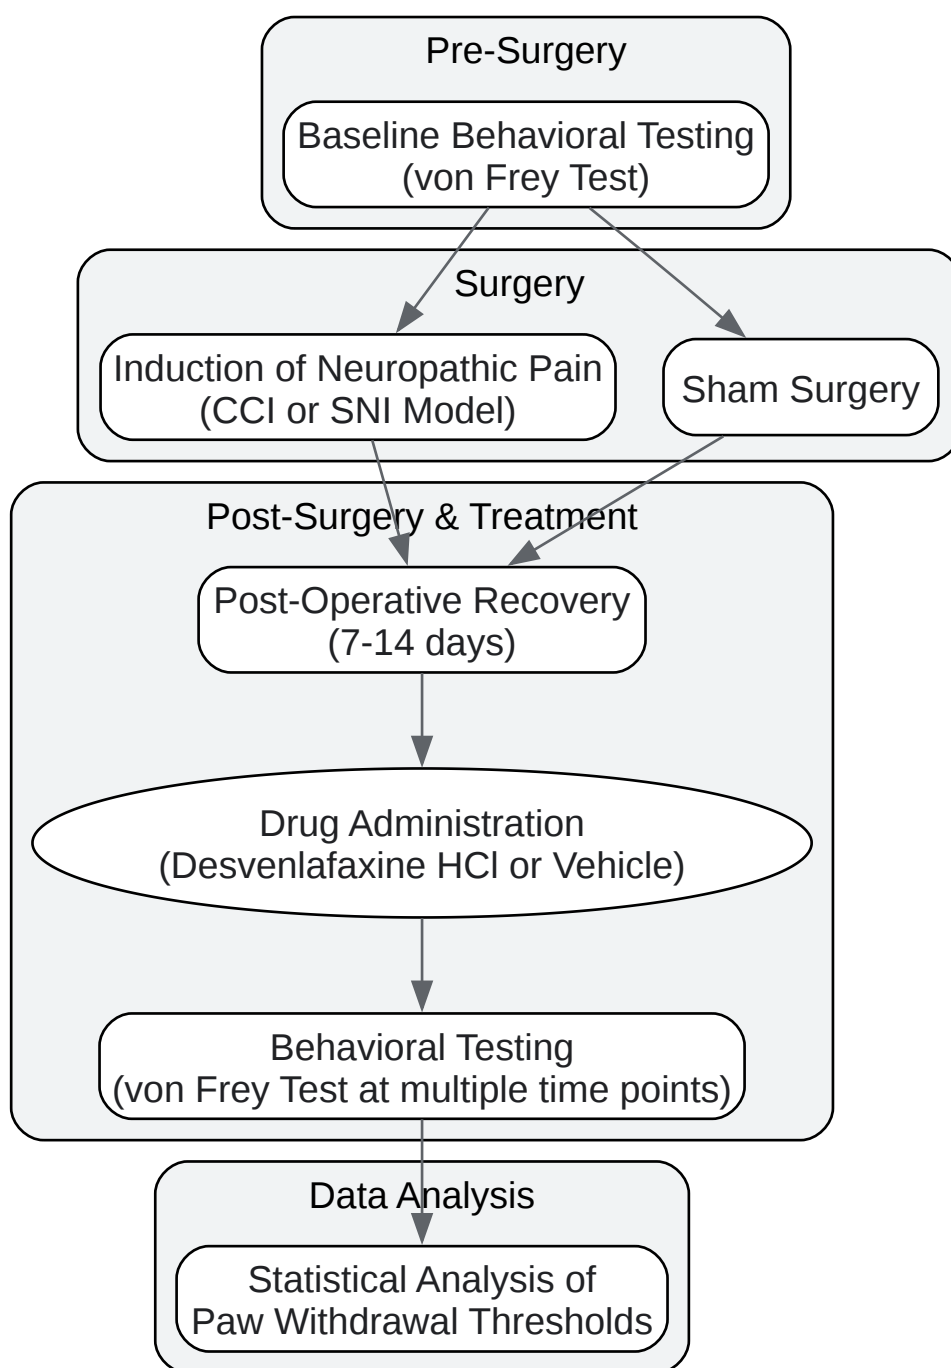 Pre-Surgery
Baseline Behavioral Testing
(von Frey Test)
Surgery
Induction of Neuropathic Pain
(CCI or SNI Model)
Sham Surgery
Post-Surgery & Treatment
Post-Operative Recovery
(7-14 days)
Drug Administration
(Desvenlafaxine HCl or Vehicle)
Behavioral Testing
(von Frey Test at multiple time points)
Data Analysis
Statistical Analysis of
Paw Withdrawal Thresholds